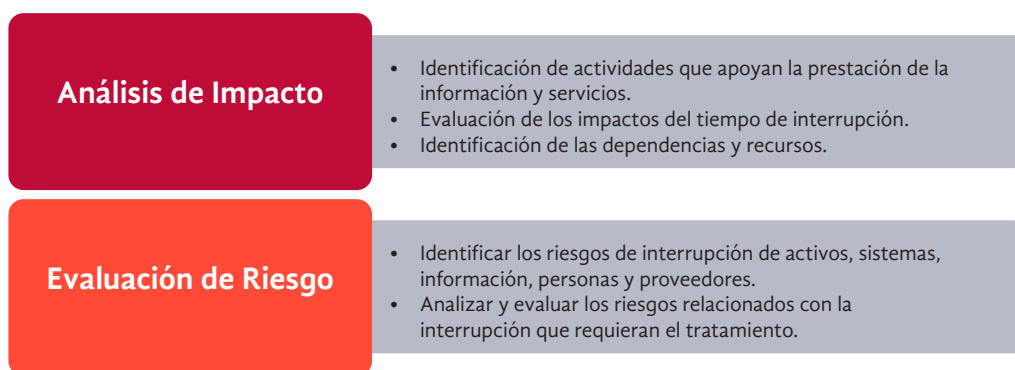 Análisis de Impacto
• Identificación de actividades que apoyan la prestación de la
información y servicios.
• Evaluación de los impactos del tiempo de interrupción.
• Identificación de las dependencias y recursos.
Evaluación de Riesgo
• Identificar los riesgos de interrupción de activos, sistemas,
información, personas y proveedores.
• Analizar y evaluar los riesgos relacionados con la
interrupción que requieran el tratamiento.